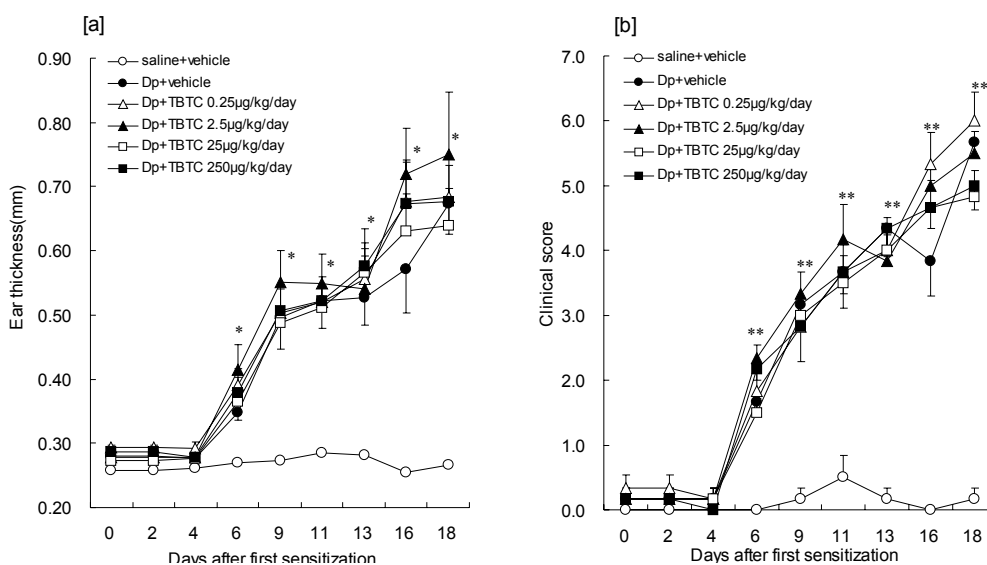 [a]
0.90
0.80
0.70
0.60
0.50
0.40
0.30
0.20
Ear thickness(mm)
saline+vehicle
Dp+vehicle
Dp+TBTC 0.25μg/kg/day
Dp+TBTC 2.5μg/kg/day
Dp+TBTC 25μg/kg/day
Dp+TBTC 250μg/kg/day
* * * * * *
0 2 4 6 9 11 13 16 18
Days after first sensitization
[b]
7.0
6.0
5.0
4.0
3.0
2.0
1.0
0.0
Clinical score
saline+vehicle
Dp+vehicle
Dp+TBTC 0.25μg/kg/day
Dp+TBTC 2.5μg/kg/day
Dp+TBTC 25μg/kg/day
Dp+TBTC 250μg/kg/day
** ** ** ** ** **
0 2 4 6 9 11 13 16 18
Days after first sensitization